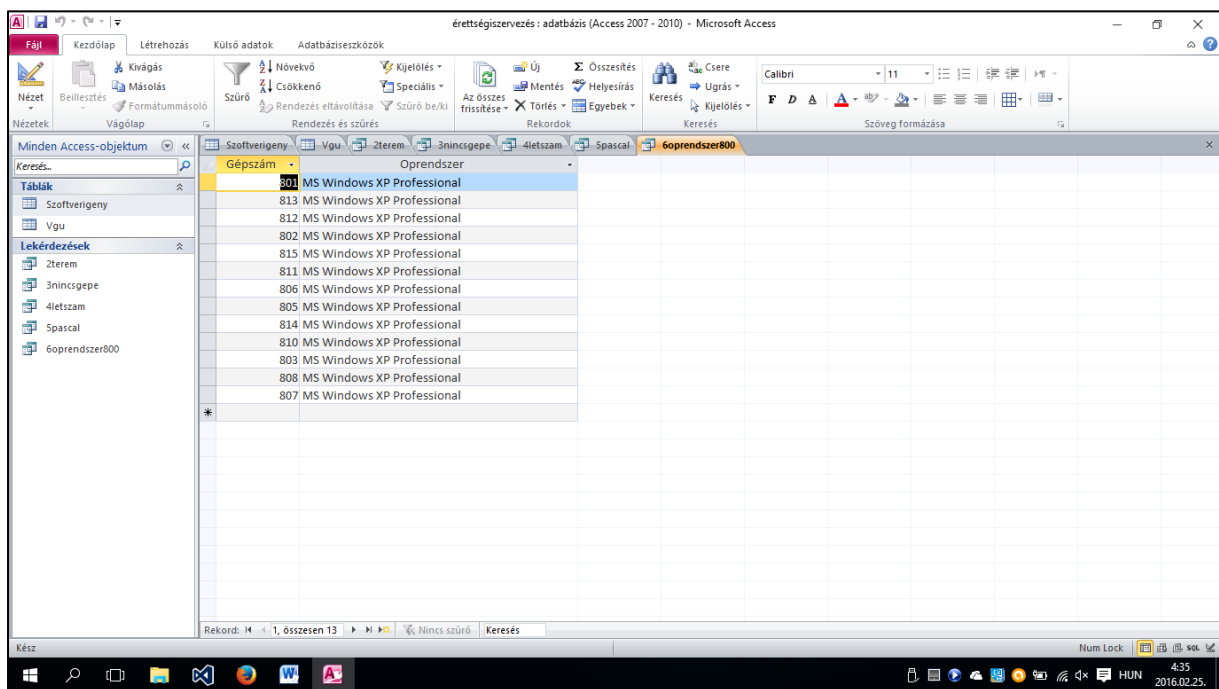 érettségiszervezés : adatbázis (Access 2007 - 2010) - Microsoft Access
Fájl Kezdőlap Létrehozás Külső adatok Adatbáziseszközök
Nézet
Nézetek
Beillesztés
Kivágás
Másolás
Formátummásoló
Vágólap
Szűrő
Növekvő
Csökkenő
Rendezés eltávolítása
Kijelölés
Speciális
Szűrő be/ki
Rendezés és szűrés
Az összes
frissítése
Új
Mentés
Törlés
Összesítés
Helyesírás
Egyebek
Rekordok
Keresés
Csere
Ugrás
Kijelölés
Keresés
Calibri 11
F D A
Szöveg formázása
Minden Access-objektum
Keresés...
Táblák
Szoftverigeny
Vgu
Lekérdezések
2terem
3nincsgepe
4letszam
5pascal
6oprendszer800
Szoftverigeny Vgu 2terem 3nincsgepe 4letszam 5pascal 6oprendszer800
Gépszám Oprendszer
801 MS Windows XP Professional
813 MS Windows XP Professional
812 MS Windows XP Professional
802 MS Windows XP Professional
815 MS Windows XP Professional
811 MS Windows XP Professional
806 MS Windows XP Professional
805 MS Windows XP Professional
814 MS Windows XP Professional
810 MS Windows XP Professional
803 MS Windows XP Professional
808 MS Windows XP Professional
807 MS Windows XP Professional
Rekord: 1, összesen 13 Nincs szűrő Keresés
Kész
Num Lock SQL
HUN
4:35
2016.02.25.